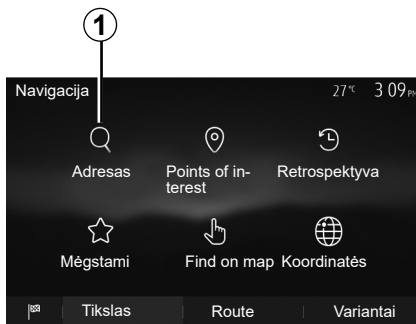 1
Navigacija 27°C 3 09 PM
Adresas Points of in-
terest Retrospektyva
Mėgstami Find on map Koordinatės
Tikslas Route Variantai